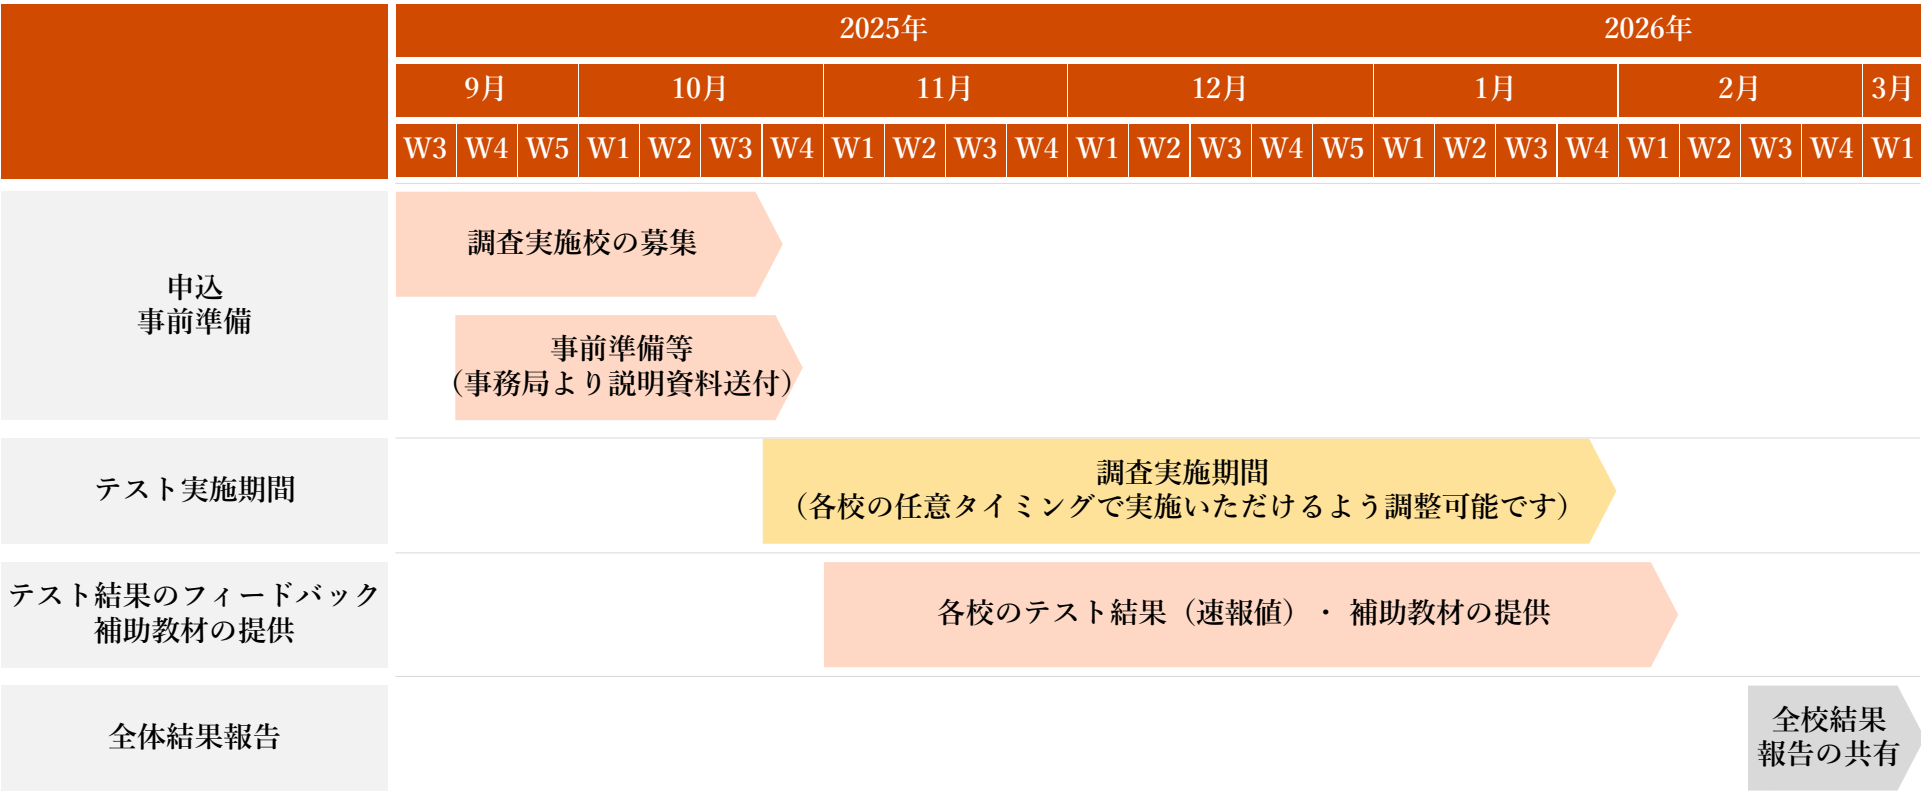 2025年 2026年
9月 10月 11月 12月 1月 2月 3月
W3 W4 W5 W1 W2 W3 W4 W1 W2 W3 W4 W1 W2 W3 W4 W5 W1 W2 W3 W4 W1 W2 W3 W4 W1
申込
事前準備
調査実施校の募集
事前準備等
（事務局より説明資料送付）
テスト実施期間
調査実施期間
（各校の任意タイミングで実施いただけるよう調整可能です）
テスト結果のフィードバック
補助教材の提供
各校のテスト結果（速報値）・ 補助教材の提供
全体結果報告
全校結果
報告の共有